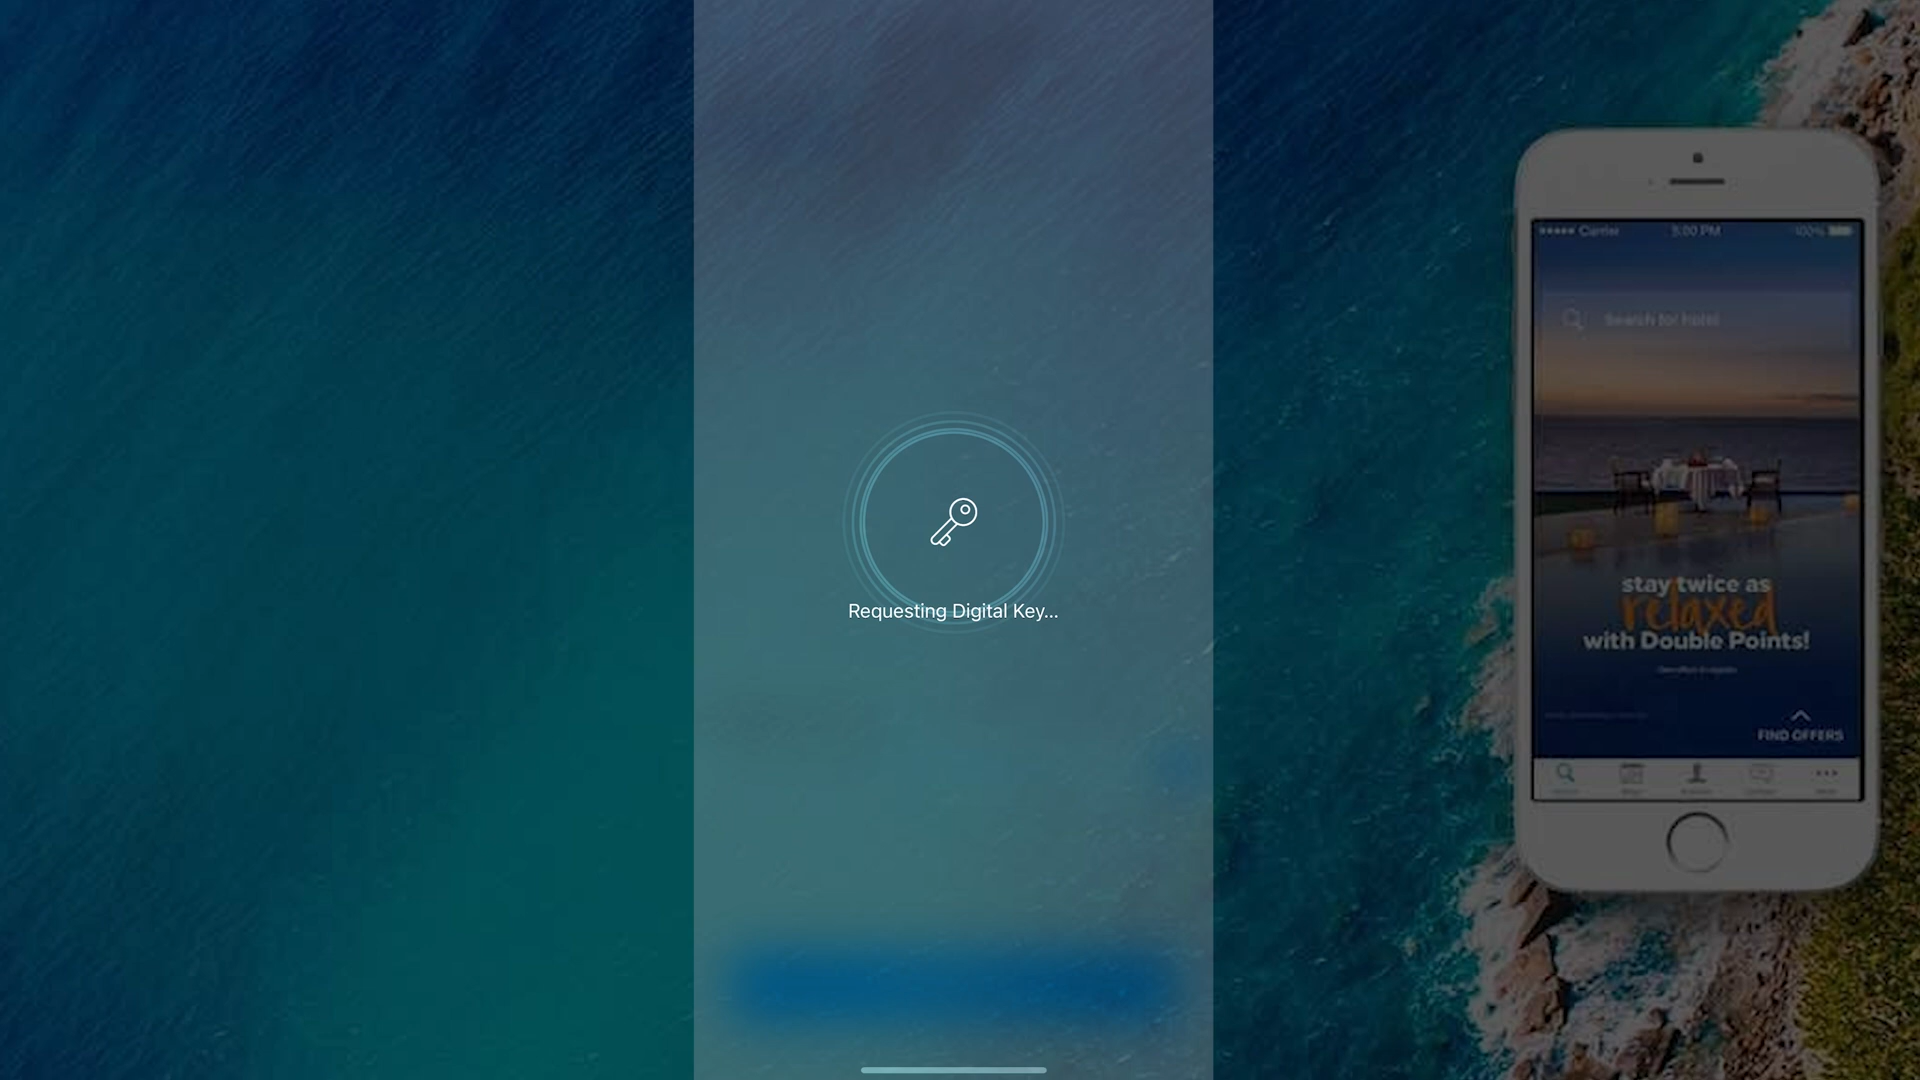 Requesting Digital Key...
Carrier
5:00 PM
100%
Search for hotel
stay twice as
relaxed
with Double Points!
FIND OFFERS